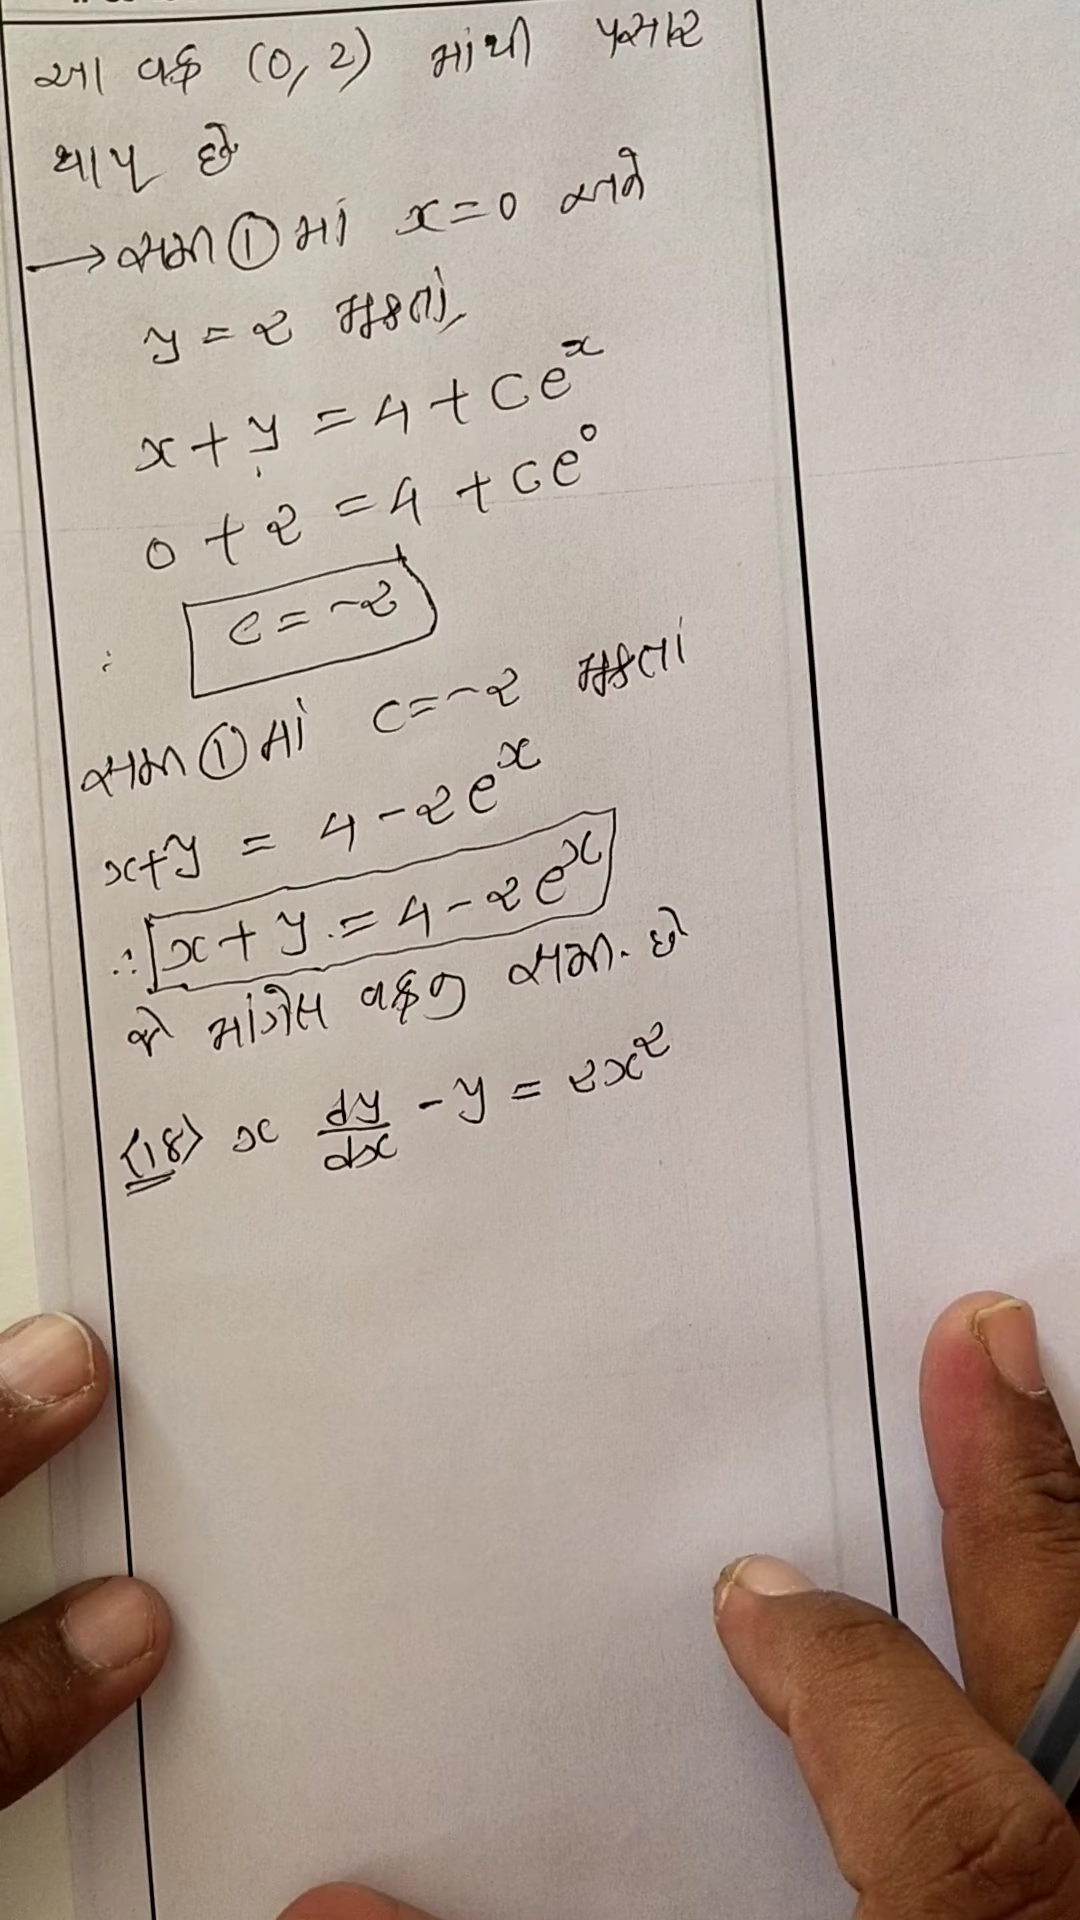 આ વક્ર (0, 2) માંથી પસાર
થાય છે
→ સમી ① માં x = 0 અને
y = 2 મુકતાં,
x + y = 4 + Ce^x
0 + 2 = 4 + Ce^0
∴ c = -2
સમી ① માં c = -2 મુકતાં
x+y = 4 - 2e^x
∴ x + y = 4 - 2e^x
જે માંગેલ વક્રનુ સમી. છે
(18) x dy/dx - y = 2x^2